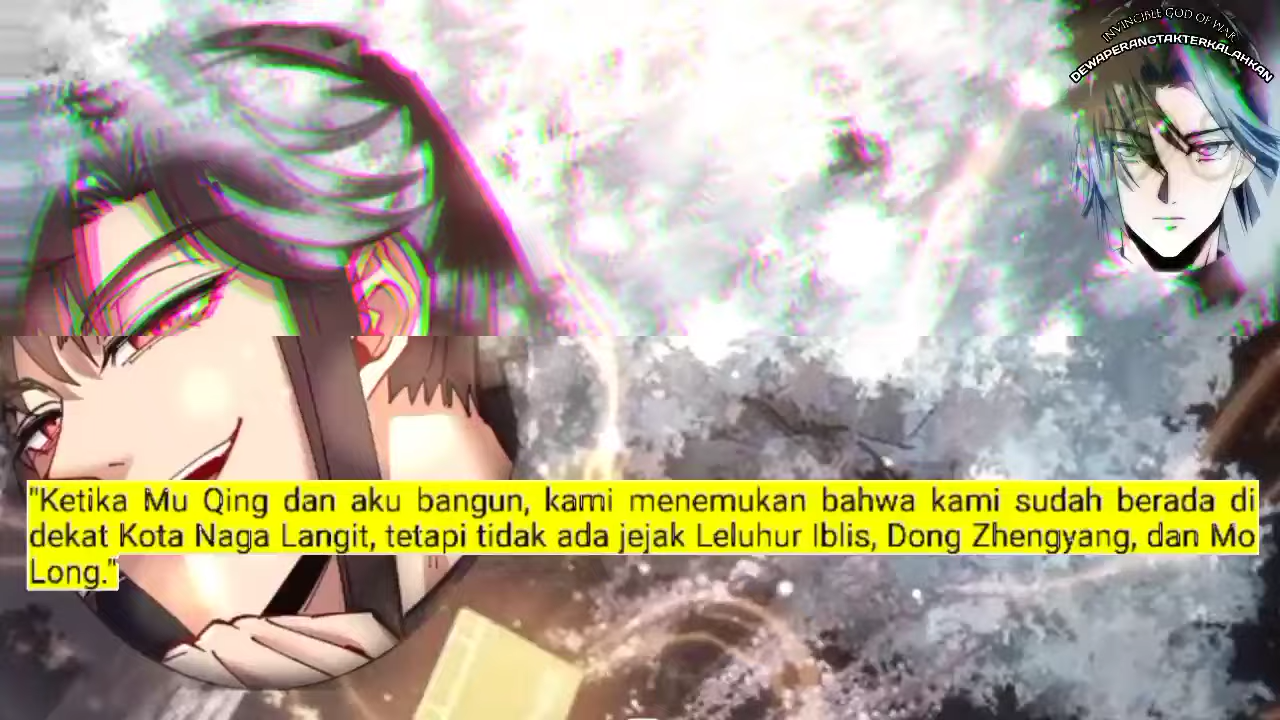 INVINCIBLE GOD OF WAR
DEWAPERANGTAKTERKALAHKAN
"Ketika Mu Qing dan aku bangun, kami menemukan bahwa kami sudah berada di
dekat Kota Naga Langit, tetapi tidak ada jejak Leluhur Iblis, Dong Zhengyang, dan Mo
Long."